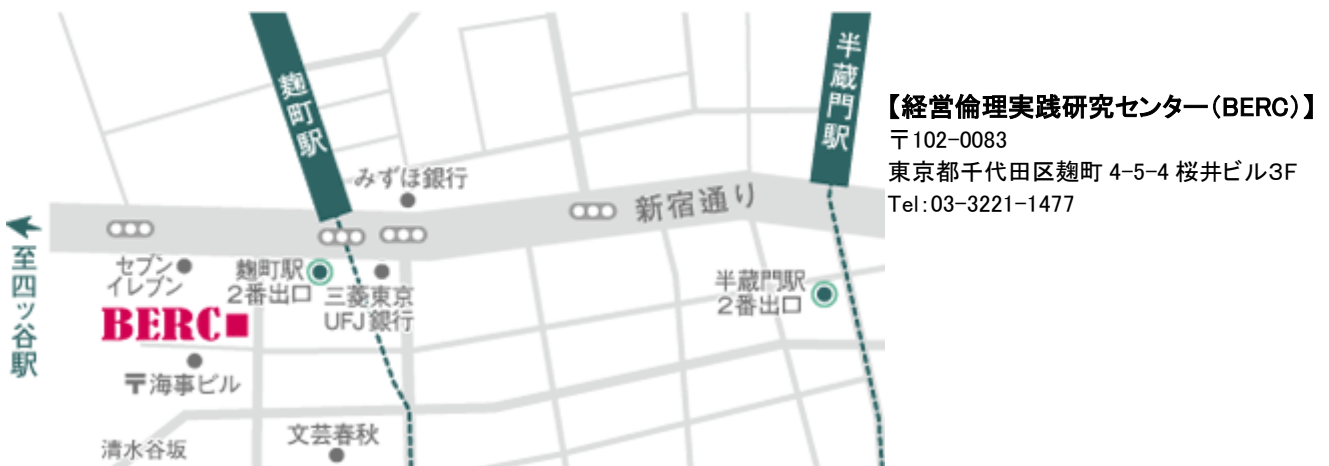 麹町駅
半蔵門駅
みずほ銀行
新宿通り
至四ッ谷駅
セブン
イレブン
麹町駅
2番出口
三菱東京
UFJ銀行
半蔵門駅
2番出口
BERC
〒海事ビル
清水谷坂
文芸春秋
【経営倫理実践研究センター(BERC)】
〒102-0083
東京都千代田区麹町 4-5-4 桜井ビル3F
Tel:03-3221-1477